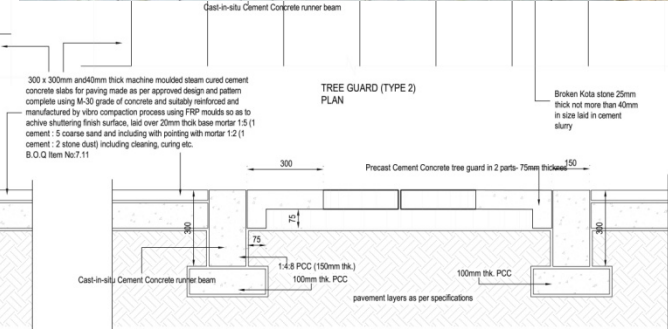 Cast-in-situ Cement Concrete runner beam
300 x 300mm and40mm thick machine moulded steam cured cement
concrete slabs for paving made as per approved design and pattern
complete using M-30 grade of concrete and suitably reinforced and
manufactured by vibro compaction process using FRP moulds so as to
achive shuttering finish surface, laid over 20mm thcik base mortar 1:5 (1
cement : 5 coarse sand and including with pointing with mortar 1:2 (1
cement : 2 stone dust) including cleaning, curing etc.
B.O.Q Item No:7.11
TREE GUARD (TYPE 2)
PLAN
Broken Kota stone 25mm
thick not more than 40mm
in size laid in cement
slurry
300
Precast Cement Concrete tree guard in 2 parts- 75mm thicknes
150
300
75
75
300
1:4:8 PCC (150mm thk.)
Cast-in-situ Cement Concrete runner beam
100mm thk. PCC
100mm thk. PCC
pavement layers as per specifications